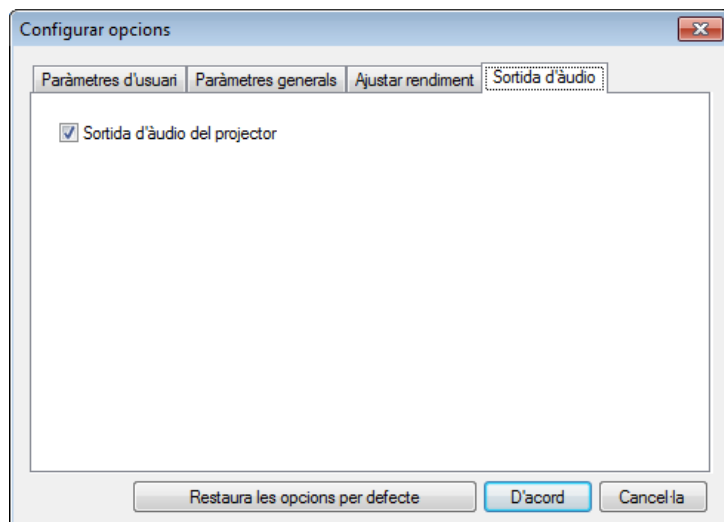 Configurar opcions
Paràmetres d'usuari Paràmetres generals Ajustar rendiment Sortida d'àudio
Sortida d'àudio del projector
Restaura les opcions per defecte D'acord Cancel·la